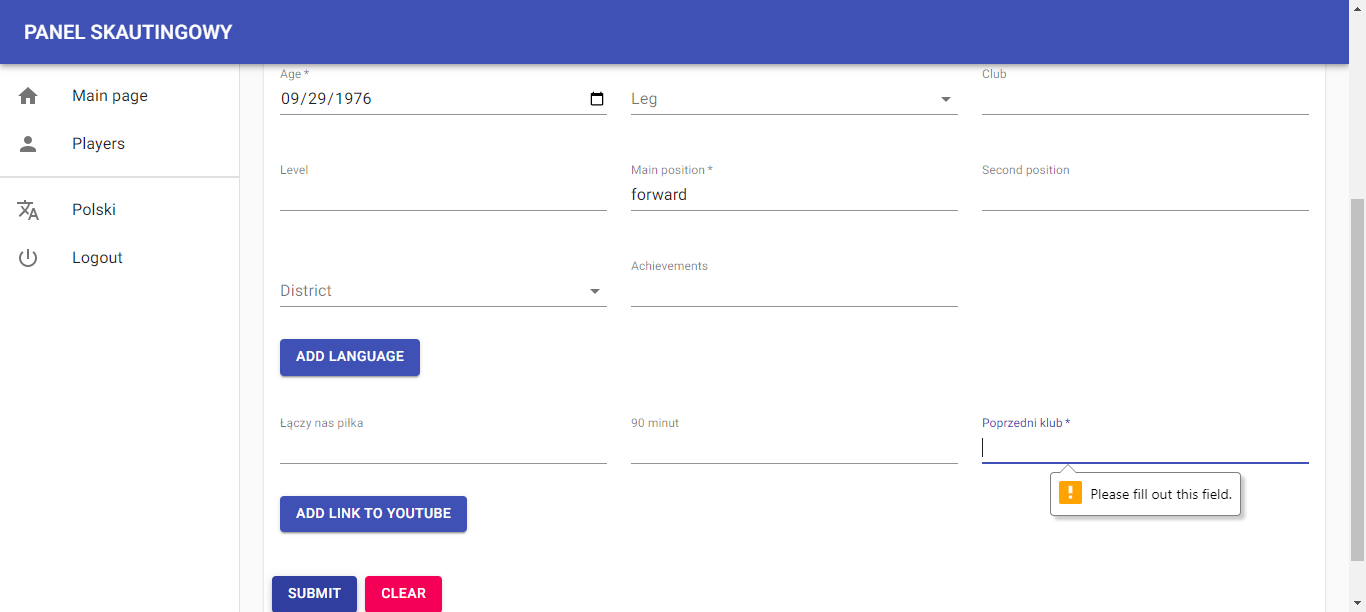 PANEL SKAUTINGOWY
Main page
Players
Polski
Logout
Age *
09/29/1976
Leg
Club
Level
Main position *
forward
Second position
District
Achievements
ADD LANGUAGE
Łączy nas piłka
90 minut
Poprzedni klub *
Please fill out this field.
ADD LINK TO YOUTUBE
SUBMIT
CLEAR